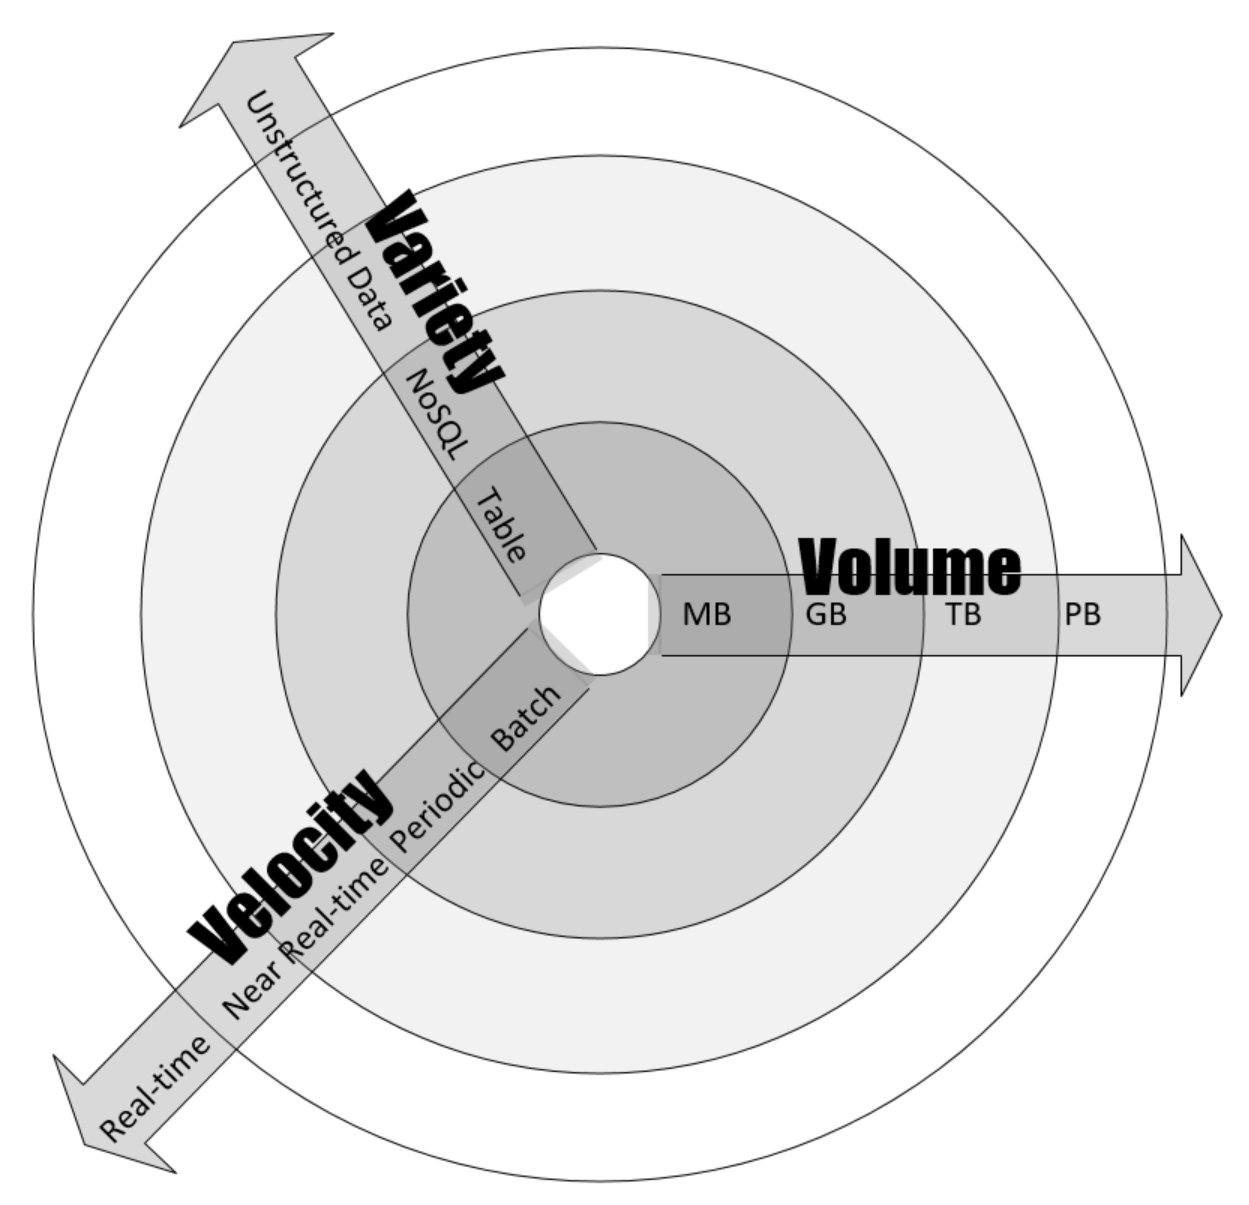 Variety
Unstructured Data
NoSQL
Table
Volume
MB
GB
TB
PB
Velocity
Batch
Periodic
Near Real-time
Real-time